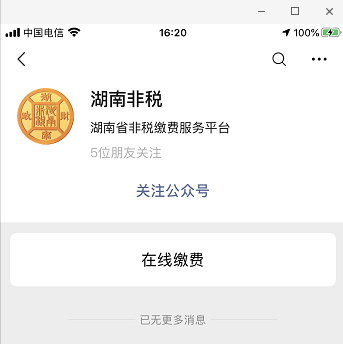 中国电信 16:20 100%
湖南非税
湖南省非税缴费服务平台
5位朋友关注
关注公众号
在线缴费
已无更多消息